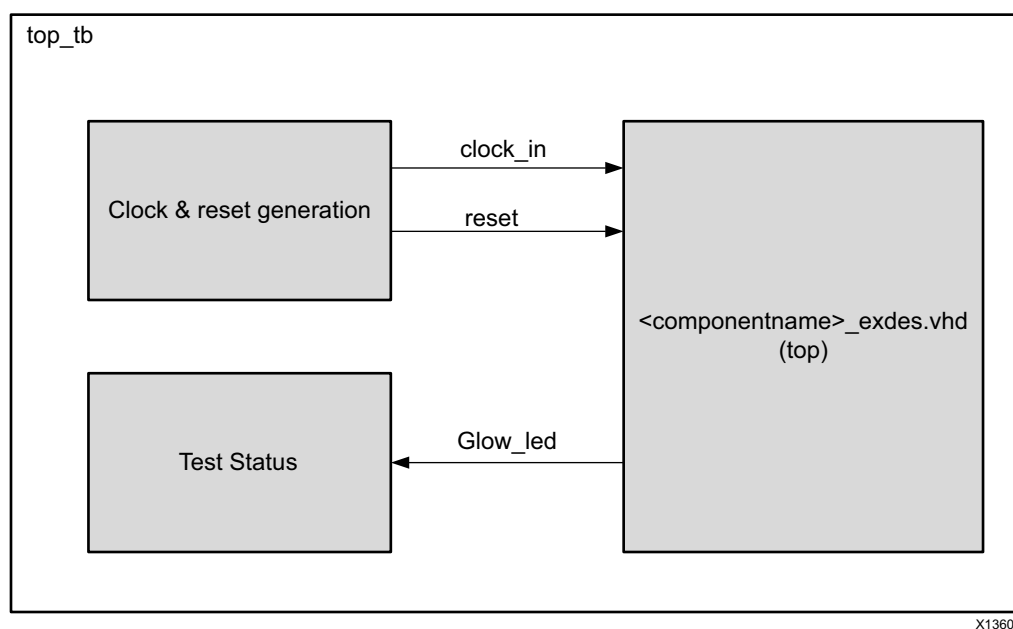 top_tb
clock_in
Clock & reset generation
reset
<componentname>_exdes.vhd
(top)
Glow_led
Test Status
X1360